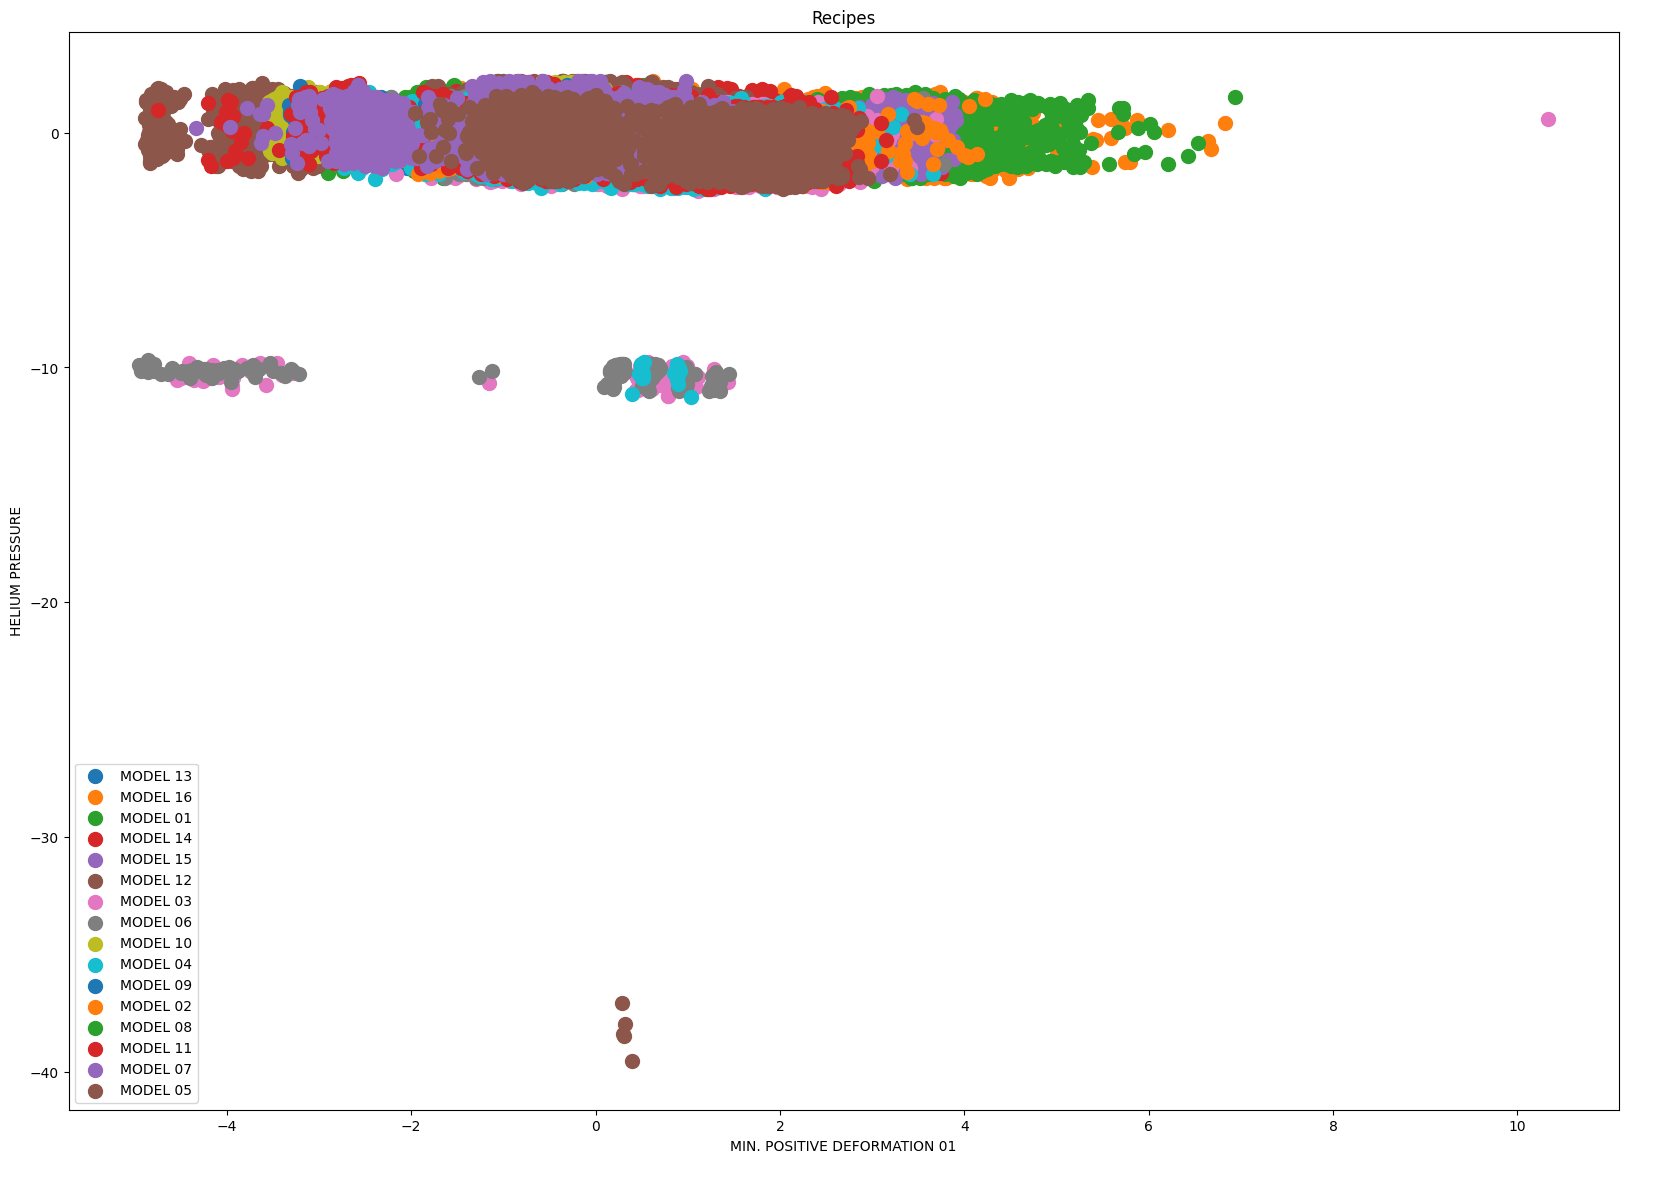 Recipes
HELIUM PRESSURE
0
−10
−20
−30
−40
MODEL 13
MODEL 16
MODEL 01
MODEL 14
MODEL 15
MODEL 12
MODEL 03
MODEL 06
MODEL 10
MODEL 04
MODEL 09
MODEL 02
MODEL 08
MODEL 11
MODEL 07
MODEL 05
−4 −2 0 2 4 6 8 10
MIN. POSITIVE DEFORMATION 01